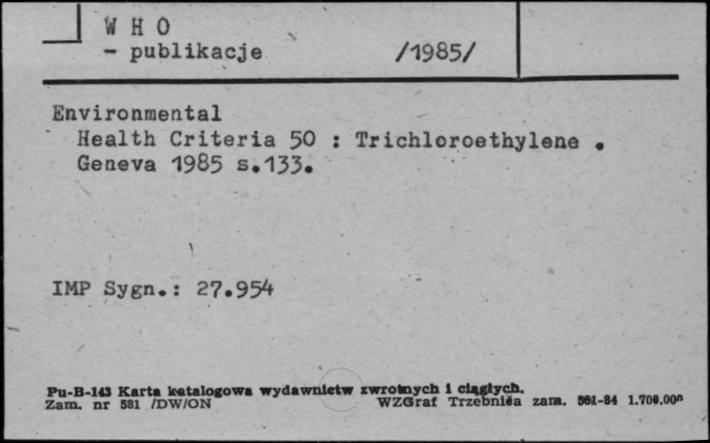 W H O
- publikacje /1985/
Environmental
Health Criteria 50 : Trichloroethylene .
Geneva 1985 s.133.
IMP Sygn.: 27.954
Pu-B-143 Karta katalogowa wydawnictw zwrotnych i ciągłych.
Zam. nr 581 /DW/ON WZGraf Trzebnica zam. 561-84 1.700.000